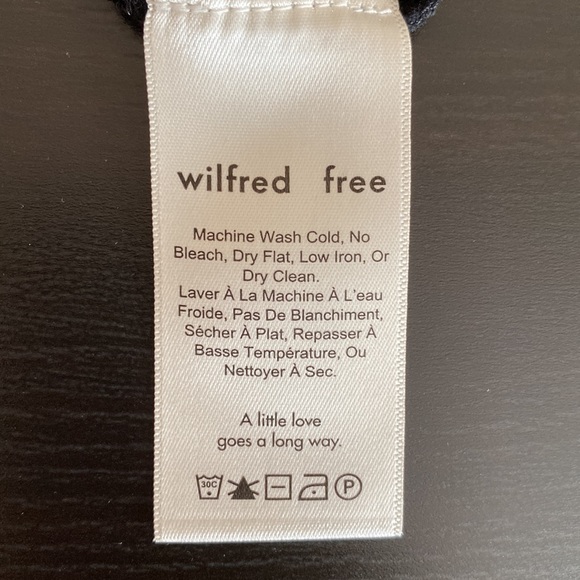 wilfred free
Machine Wash Cold, No
Bleach, Dry Flat, Low Iron, Or
Dry Clean.
Laver À La Machine À L'eau
Froide, Pas De Blanchiment,
Sécher À Plat, Repasser À
Basse Température, Ou
Nettoyer À Sec.
A little love
goes a long way.
30C P